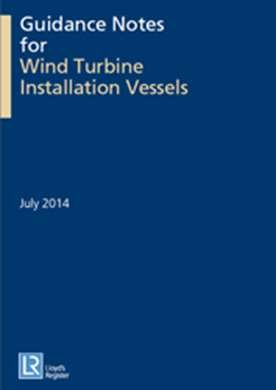 Guidance Notes
for
Wind Turbine
Installation Vessels
July 2014
LR
Lloyd's
Register